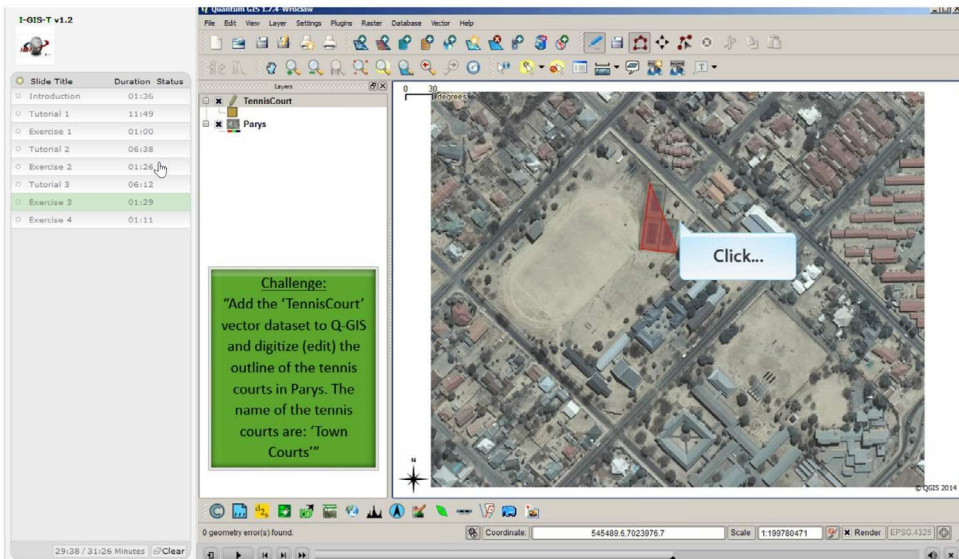 I-GIS-T v1.2
Slide Title Duration Status
Introduction 01:36
Tutorial 1 11:49
Exercise 1 01:00
Tutorial 2 06:38
Exercise 2 01:26
Tutorial 3 06:12
Exercise 3 01:29
Exercise 4 01:11
29:38 / 31:26 Minutes Clear
Quantum GIS 1.7.4-Wroclaw
File Edit View Layer Settings Plugins Raster Database Vector Help
Layers
TennisCourt
Parys
0 30
degrees
Click...
Challenge:
"Add the 'TennisCourt'
vector dataset to Q-GIS
and digitize (edit) the
outline of the tennis
courts in Parys. The
name of the tennis
courts are: 'Town
Courts'"
N
© QGIS 2014
0 geometry error(s) found.
Coordinate: 545489.6,7023976.7 Scale 1:199780471 Render EPSG:4326